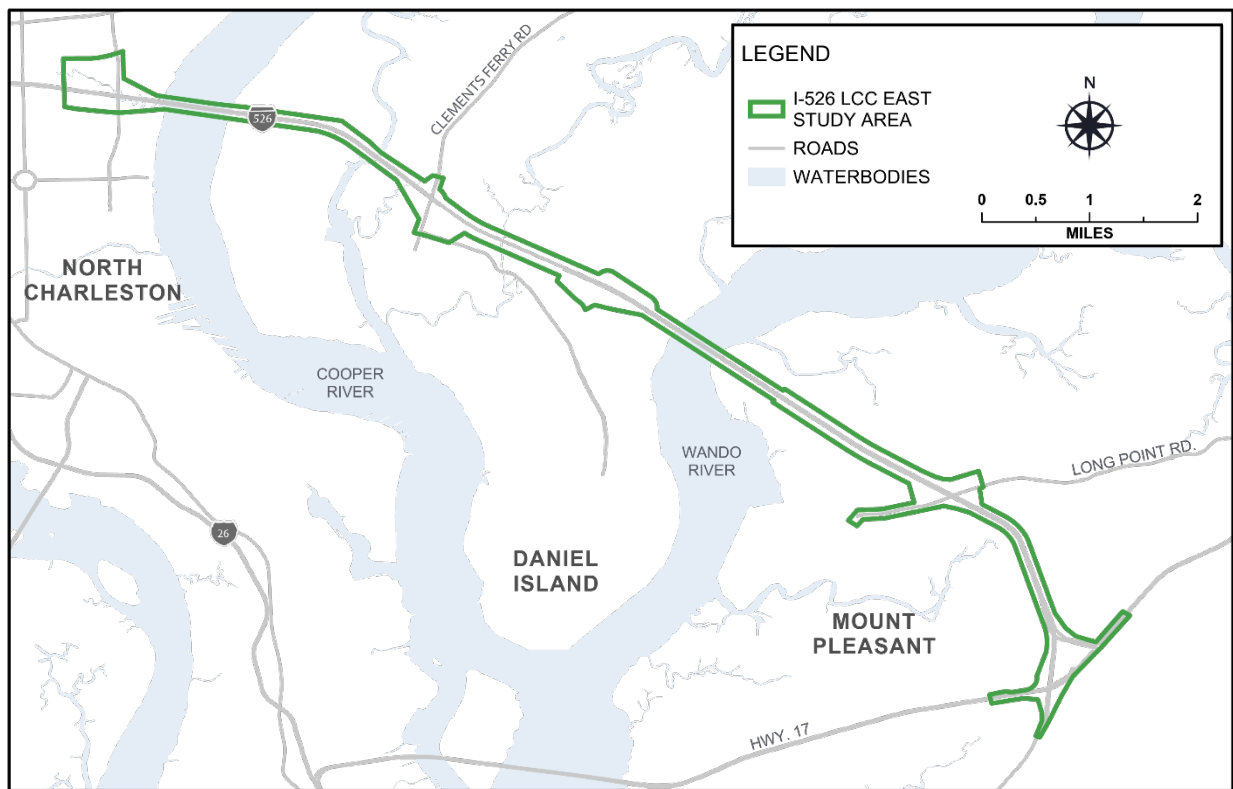 LEGEND
I-526 LCC EAST
STUDY AREA
ROADS
WATERBODIES
N
0 0.5 1 2
MILES
526
CLEMENTS FERRY RD
NORTH
CHARLESTON
COOPER
RIVER
WANDO
RIVER
LONG POINT RD.
26
DANIEL
ISLAND
MOUNT
PLEASANT
HWY. 17